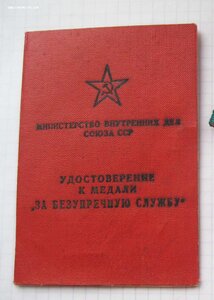 МИНИСТЕРСТВО ВНУТРЕННИХ ДЕЛ
СОЮЗА ССР
УДОСТОВЕРЕНИЕ
К МЕДАЛИ
„ЗА БЕЗУПРЕЧНУЮ СЛУЖБУ"